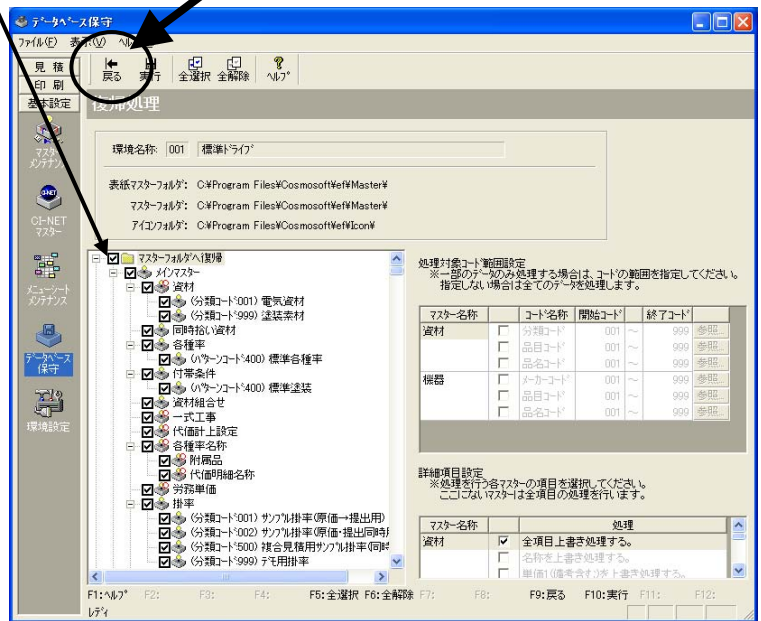 データベース保守
ファイル(F) 表示(V) ヘル
見 積
印 刷
基本設定
戻る 実行 全選択 全解除 ヘルプ
復帰処理
マスター
メンテナンス
CI-NET
マスター
メニューシート
メンテナンス
データベース
保守
環境設定
環境名称: 001 標準ドライブ
表紙マスターフォルダ: C:¥Program Files¥Cosmosoft¥ef¥Master¥
マスターフォルダ: C:¥Program Files¥Cosmosoft¥ef¥Master¥
アイコンフォルダ: C:¥Program Files¥Cosmosoft¥ef¥Icon¥
マスターフォルダへ復帰
メインマスター
資材
(分類コード001) 電気資材
(分類コード999) 塗装素材
同時拾い資材
各種率
(パターンコード400) 標準各種率
付帯条件
(パターンコード400) 標準塗装
資材組合せ
一式工事
代価計上設定
各種率名称
附属品
代価明細名称
労務単価
掛率
(分類コード001) サンプル掛率(原価→提出用)
(分類コード002) サンプル掛率(原価・提出同時用
(分類コード500) 複合見積用サンプル掛率(同時
(分類コード999) デモ用掛率
処理対象コード範囲設定
※一部のデータのみ処理する場合は、コードの範囲を指定してください。
指定しない場合は全てのデータを処理します。
マスター名称 コード名称 開始コード 終了コード
資材 分類コード 001 ～ 999 参照...
品目コード 001 ～ 999 参照...
品名コード 001 ～ 999 参照...
機器 メーカーコード 001 ～ 999 参照...
品目コード 001 ～ 999 参照...
品名コード 001 ～ 999 参照...
詳細項目設定
※処理を行う各マスターの項目を選択してください。
ここにないマスターは全項目の処理を行います。
マスター名称 処理
資材 全項目上書き処理する。
名称を上書き処理する。
単価1(備考含む)を上書き処理する。
F1:ヘルプ F2: F3: F4: F5:全選択 F6:全解除 F7: F8: F9:戻る F10:実行 F11: F12:
レディ